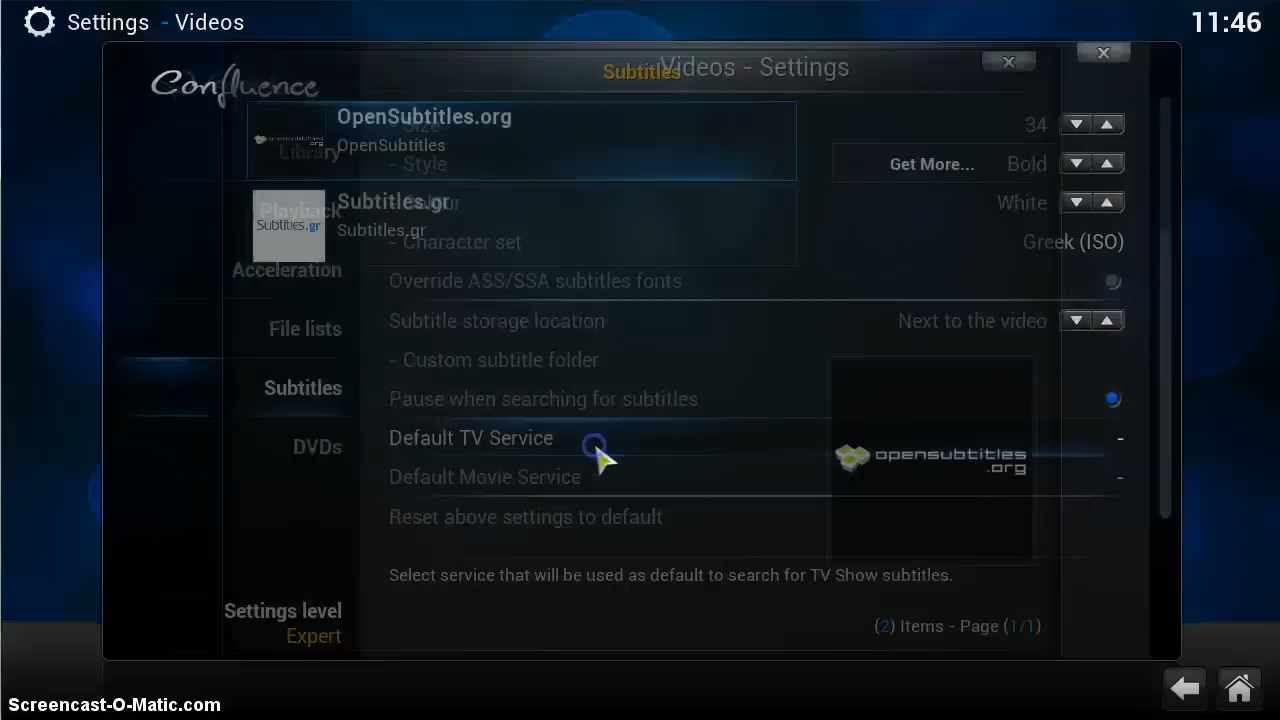 Settings - Videos
11:46
Confluence
Subtitles
Videos - Settings
OpenSubtitles.org
OpenSubtitles
Size
34
Library
- Style
Get More...
Bold
Playback
Subtitles.gr
Subtitles.gr
Subtitles.gr
White
- Character set
Greek (ISO)
Acceleration
Override ASS/SSA subtitles fonts
File lists
Subtitle storage location
Next to the video
- Custom subtitle folder
Subtitles
Pause when searching for subtitles
DVDs
Default TV Service
-
opensubtitles
.org
Default Movie Service
-
Reset above settings to default
Select service that will be used as default to search for TV Show subtitles.
Settings level
Expert
(2) Items - Page (1/1)
Screencast-O-Matic.com